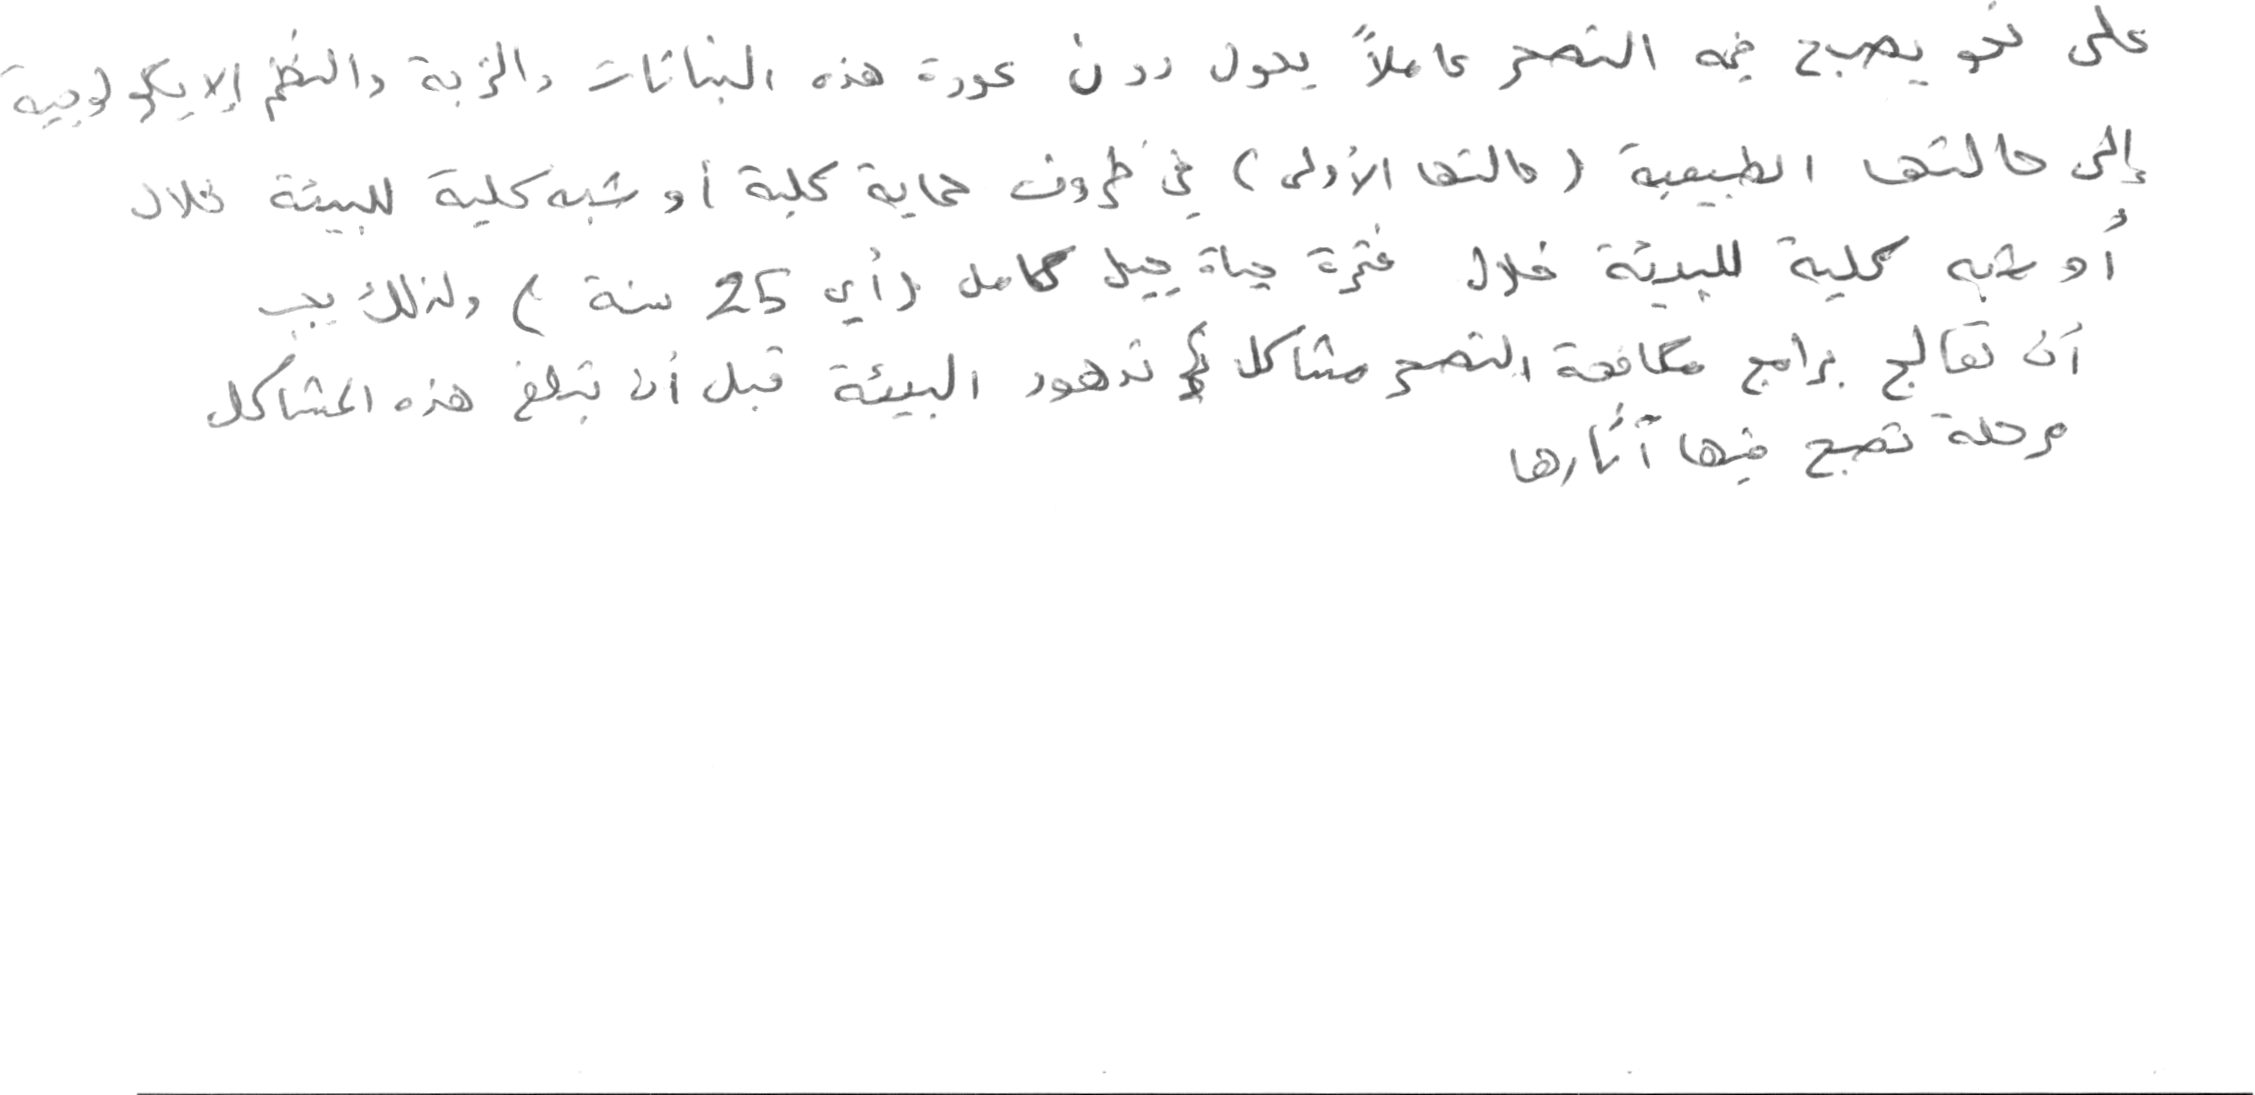 على نحو يصبح فيه التصحر عاملاً يحول دون عودة هذه النباتات والتربة والنظم الإيكولوجية
إلى حالتها الطبيعية (حالتها الأولى) في ظروف حماية كلية أو شبه كلية للبيئة خلال
أو شبه كلية للبيئة خلال فترة حياة جيل كامل (أي 25 سنة) ولذلك يجب
أن تعالج برامج مكافحة التصحر مشاكل تدهور البيئة قبل أن تبلغ هذه المشاكل
مرحلة تصبح فيها آثارها